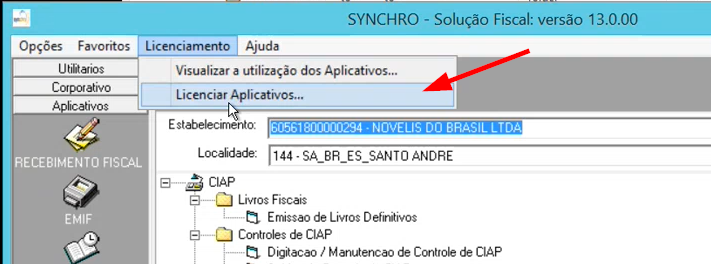 SYNCHRO - Solução Fiscal: versão 13.0.00
Opções Favoritos Licenciamento Ajuda
Utilitarios
Corporativo
Aplicativos
Visualizar a utilização dos Aplicativos...
Licenciar Aplicativos...
Estabelecimento: 60561800000294 - NOVELIS DO BRASIL LTDA
Localidade: 144 - SA_BR_ES_SANTO ANDRE
RECEBIMENTO FISCAL
EMIF
CIAP
Livros Fiscais
Emissao de Livros Definitivos
Controles de CIAP
Digitacao / Manutencao de Controle de CIAP